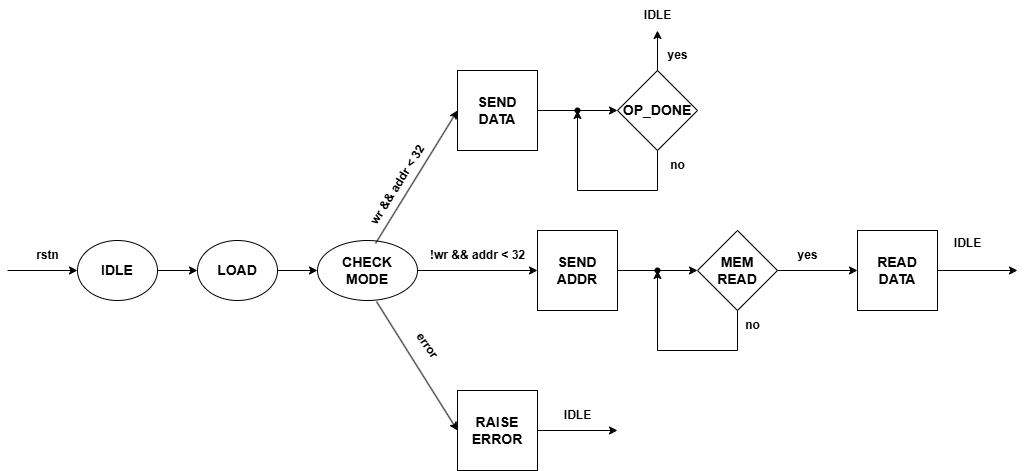 IDLE
yes
SEND
DATA
OP_DONE
no
wr && addr < 32
rstn
IDLE
LOAD
CHECK
MODE
!wr && addr < 32
SEND
ADDR
MEM
READ
yes
no
READ
DATA
IDLE
error
RAISE
ERROR
IDLE